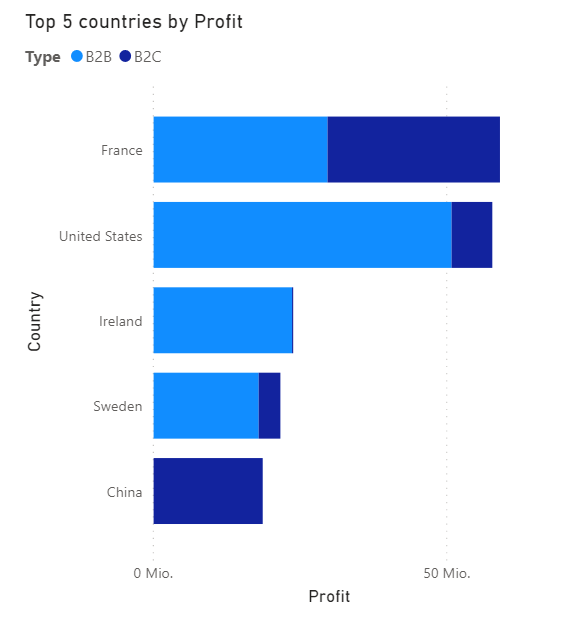 Top 5 countries by Profit
Type B2B B2C
Country
France
United States
Ireland
Sweden
China
0 Mio. 50 Mio.
Profit